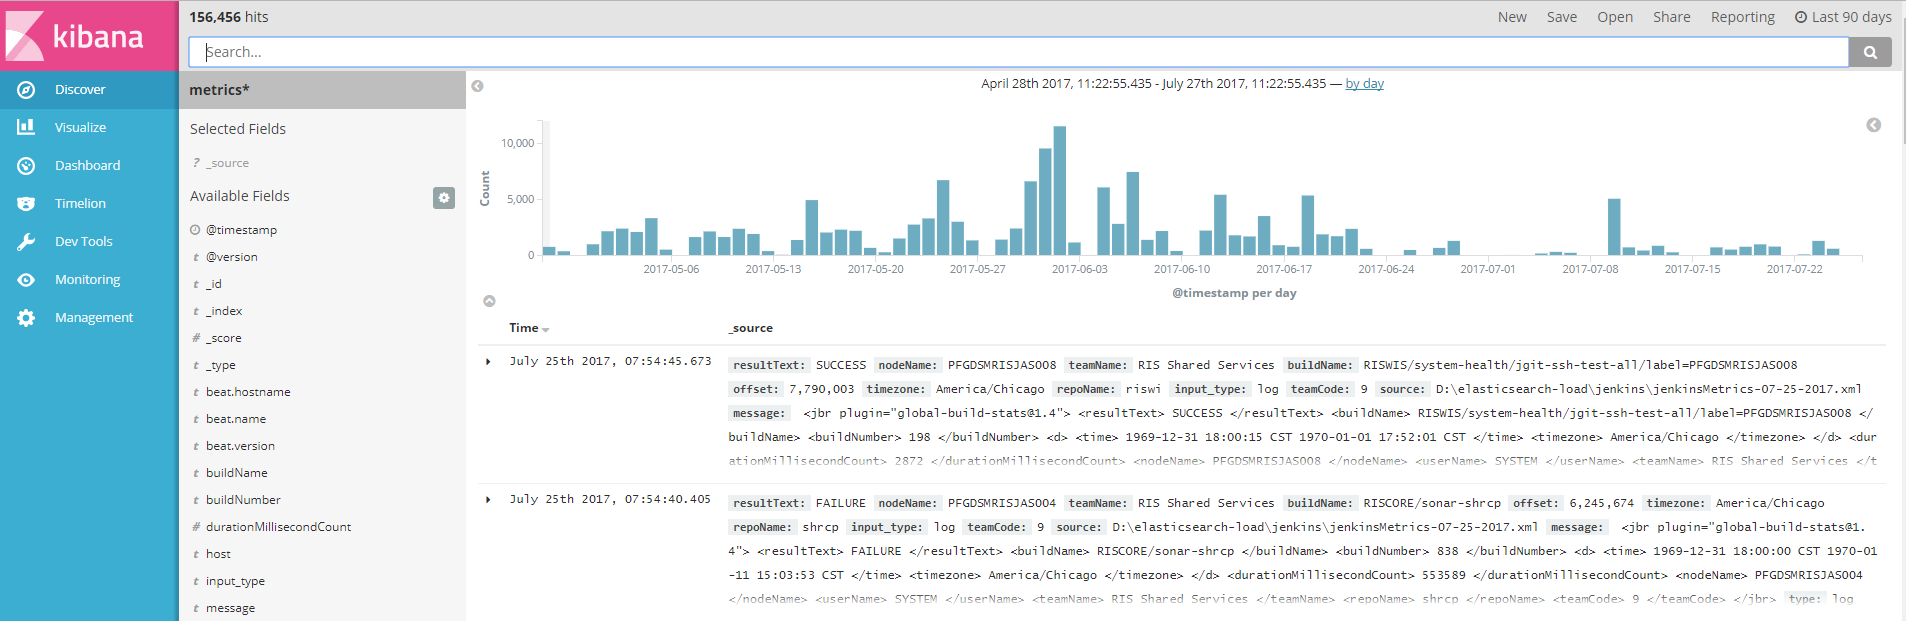 kibana
Discover
Visualize
Dashboard
Timelion
Dev Tools
Monitoring
Management
156,456 hits
New Save Open Share Reporting Last 90 days
Search...
metrics*
Selected Fields
? _source
Available Fields
@timestamp
t @version
t _id
t _index
# _score
t _type
t beat.hostname
t beat.name
t beat.version
t buildName
t buildNumber
# durationMillisecondCount
t host
t input_type
t message
April 28th 2017, 11:22:55.435 - July 27th 2017, 11:22:55.435 — by day
Count
10,000
5,000
0
2017-05-06 2017-05-13 2017-05-20 2017-05-27 2017-06-03 2017-06-10 2017-06-17 2017-06-24 2017-07-01 2017-07-08 2017-07-15 2017-07-22
@timestamp per day
Time _source
July 25th 2017, 07:54:45.673 resultText: SUCCESS nodeName: PFGDSMRISJAS008 teamName: RIS Shared Services buildName: RISWIS/system-health/jgit-ssh-test-all/label=PFGDSMRISJAS008
offset: 7,790,003 timezone: America/Chicago repoName: riswi input_type: log teamCode: 9 source: D:\elasticsearch-load\jenkins\jenkinsMetrics-07-25-2017.xml
message: <jbr plugin="global-build-stats@1.4"> <resultText> SUCCESS </resultText> <buildName> RISWIS/system-health/jgit-ssh-test-all/label=PFGDSMRISJAS008 </
buildName> <buildNumber> 198 </buildNumber> <d> <time> 1969-12-31 18:00:15 CST 1970-01-01 17:52:01 CST </time> <timezone> America/Chicago </timezone> </d> <dur
ationMillisecondCount> 2872 </durationMillisecondCount> <nodeName> PFGDSMRISJAS008 </nodeName> <userName> SYSTEM </userName> <teamName> RIS Shared Services </t
July 25th 2017, 07:54:40.405 resultText: FAILURE nodeName: PFGDSMRISJAS004 teamName: RIS Shared Services buildName: RISCORE/sonar-shrcp offset: 6,245,674 timezone: America/Chicago
repoName: shrcp input_type: log teamCode: 9 source: D:\elasticsearch-load\jenkins\jenkinsMetrics-07-25-2017.xml message: <jbr plugin="global-build-stats@1.
4"> <resultText> FAILURE </resultText> <buildName> RISCORE/sonar-shrcp </buildName> <buildNumber> 838 </buildNumber> <d> <time> 1969-12-31 18:00:00 CST 1970-01
-11 15:03:53 CST </time> <timezone> America/Chicago </timezone> </d> <durationMillisecondCount> 553589 </durationMillisecondCount> <nodeName> PFGDSMRISJAS004
</nodeName> <userName> SYSTEM </userName> <teamName> RIS Shared Services </teamName> <repoName> shrcp </repoName> <teamCode> 9 </teamCode> </jbr> type: log